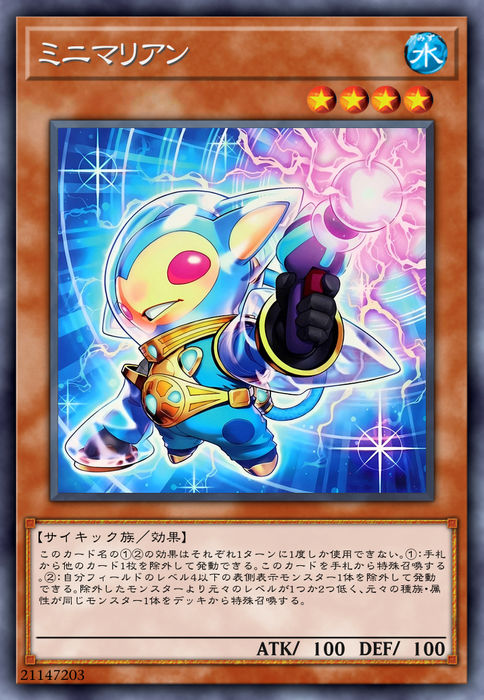 ミニマリアン
みず
水
【サイキック族／効果】
このカード名の①②の効果はそれぞれ1ターンに1度しか使用できない。①:手札
から他のカード1枚を除外して発動できる。このカードを手札から特殊召喚する
。②:自分フィールドのレベル4以下の表側表示モンスター1体を除外して発動
できる。除外したモンスターより元々のレベルが1つか2つ低く、元々の種族・属
性が同じモンスター1体をデッキから特殊召喚する。
ATK/ 100 DEF/ 100
21147203